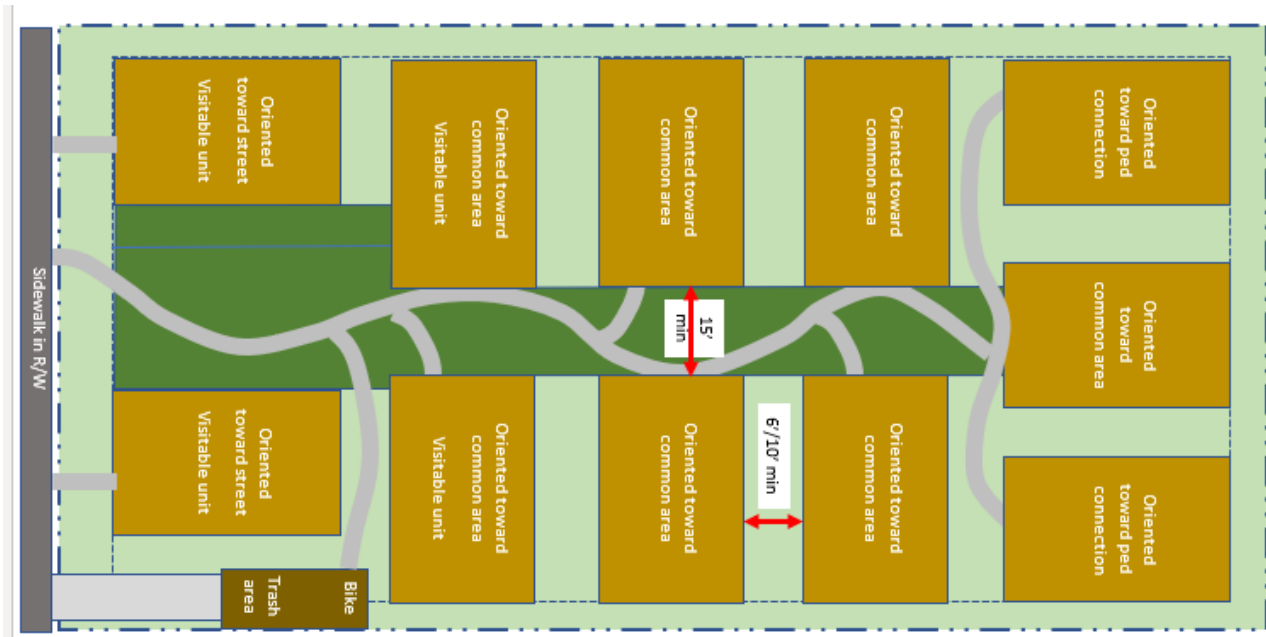 Sidewalk in R/W
Oriented
toward street
Visitable unit
Oriented toward
common area
Visitable unit
Oriented toward
common area
Oriented toward
common area
Oriented
toward ped
connection
15'
min
Oriented
toward
common area
Oriented
toward street
Visitable unit
Oriented toward
common area
Visitable unit
Oriented toward
common area
6'/10' min
Oriented toward
common area
Oriented
toward ped
connection
Bike
Trash
area